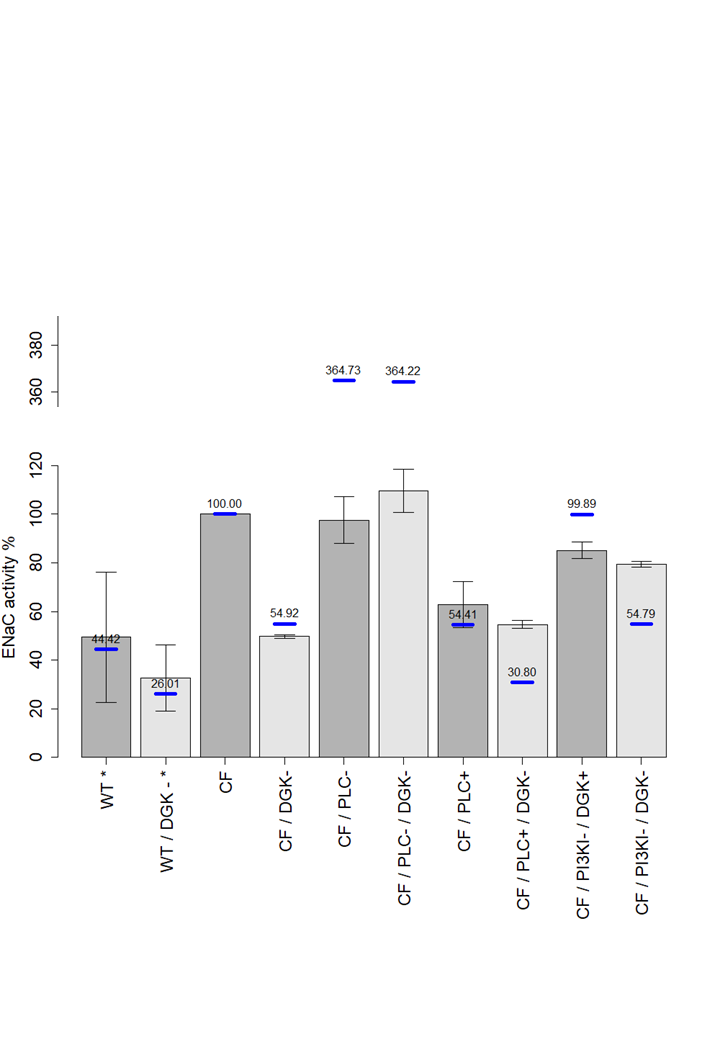 ENaC activity %
380
360
120
100
80
60
40
20
0
364.73
364.22
100.00
99.89
54.92
54.41
54.79
44.42
30.80
26.01
WT *
WT / DGK - *
CF
CF / DGK-
CF / PLC-
CF / PLC- / DGK-
CF / PLC+
CF / PLC+ / DGK-
CF / PI3KI- / DGK+
CF / PI3KI- / DGK-